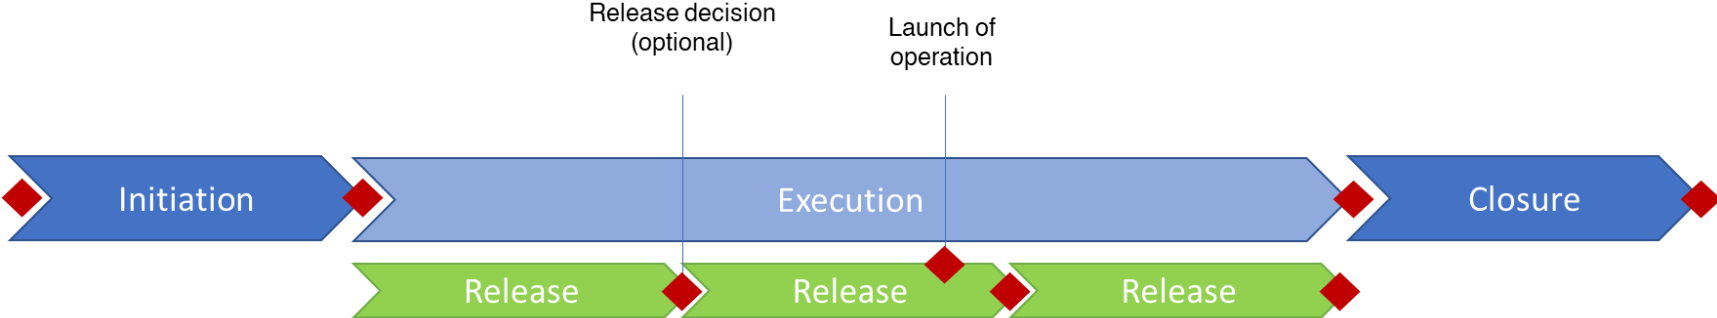 Release decision
(optional)
Launch of
operation
Initiation
Execution
Closure
Release
Release
Release